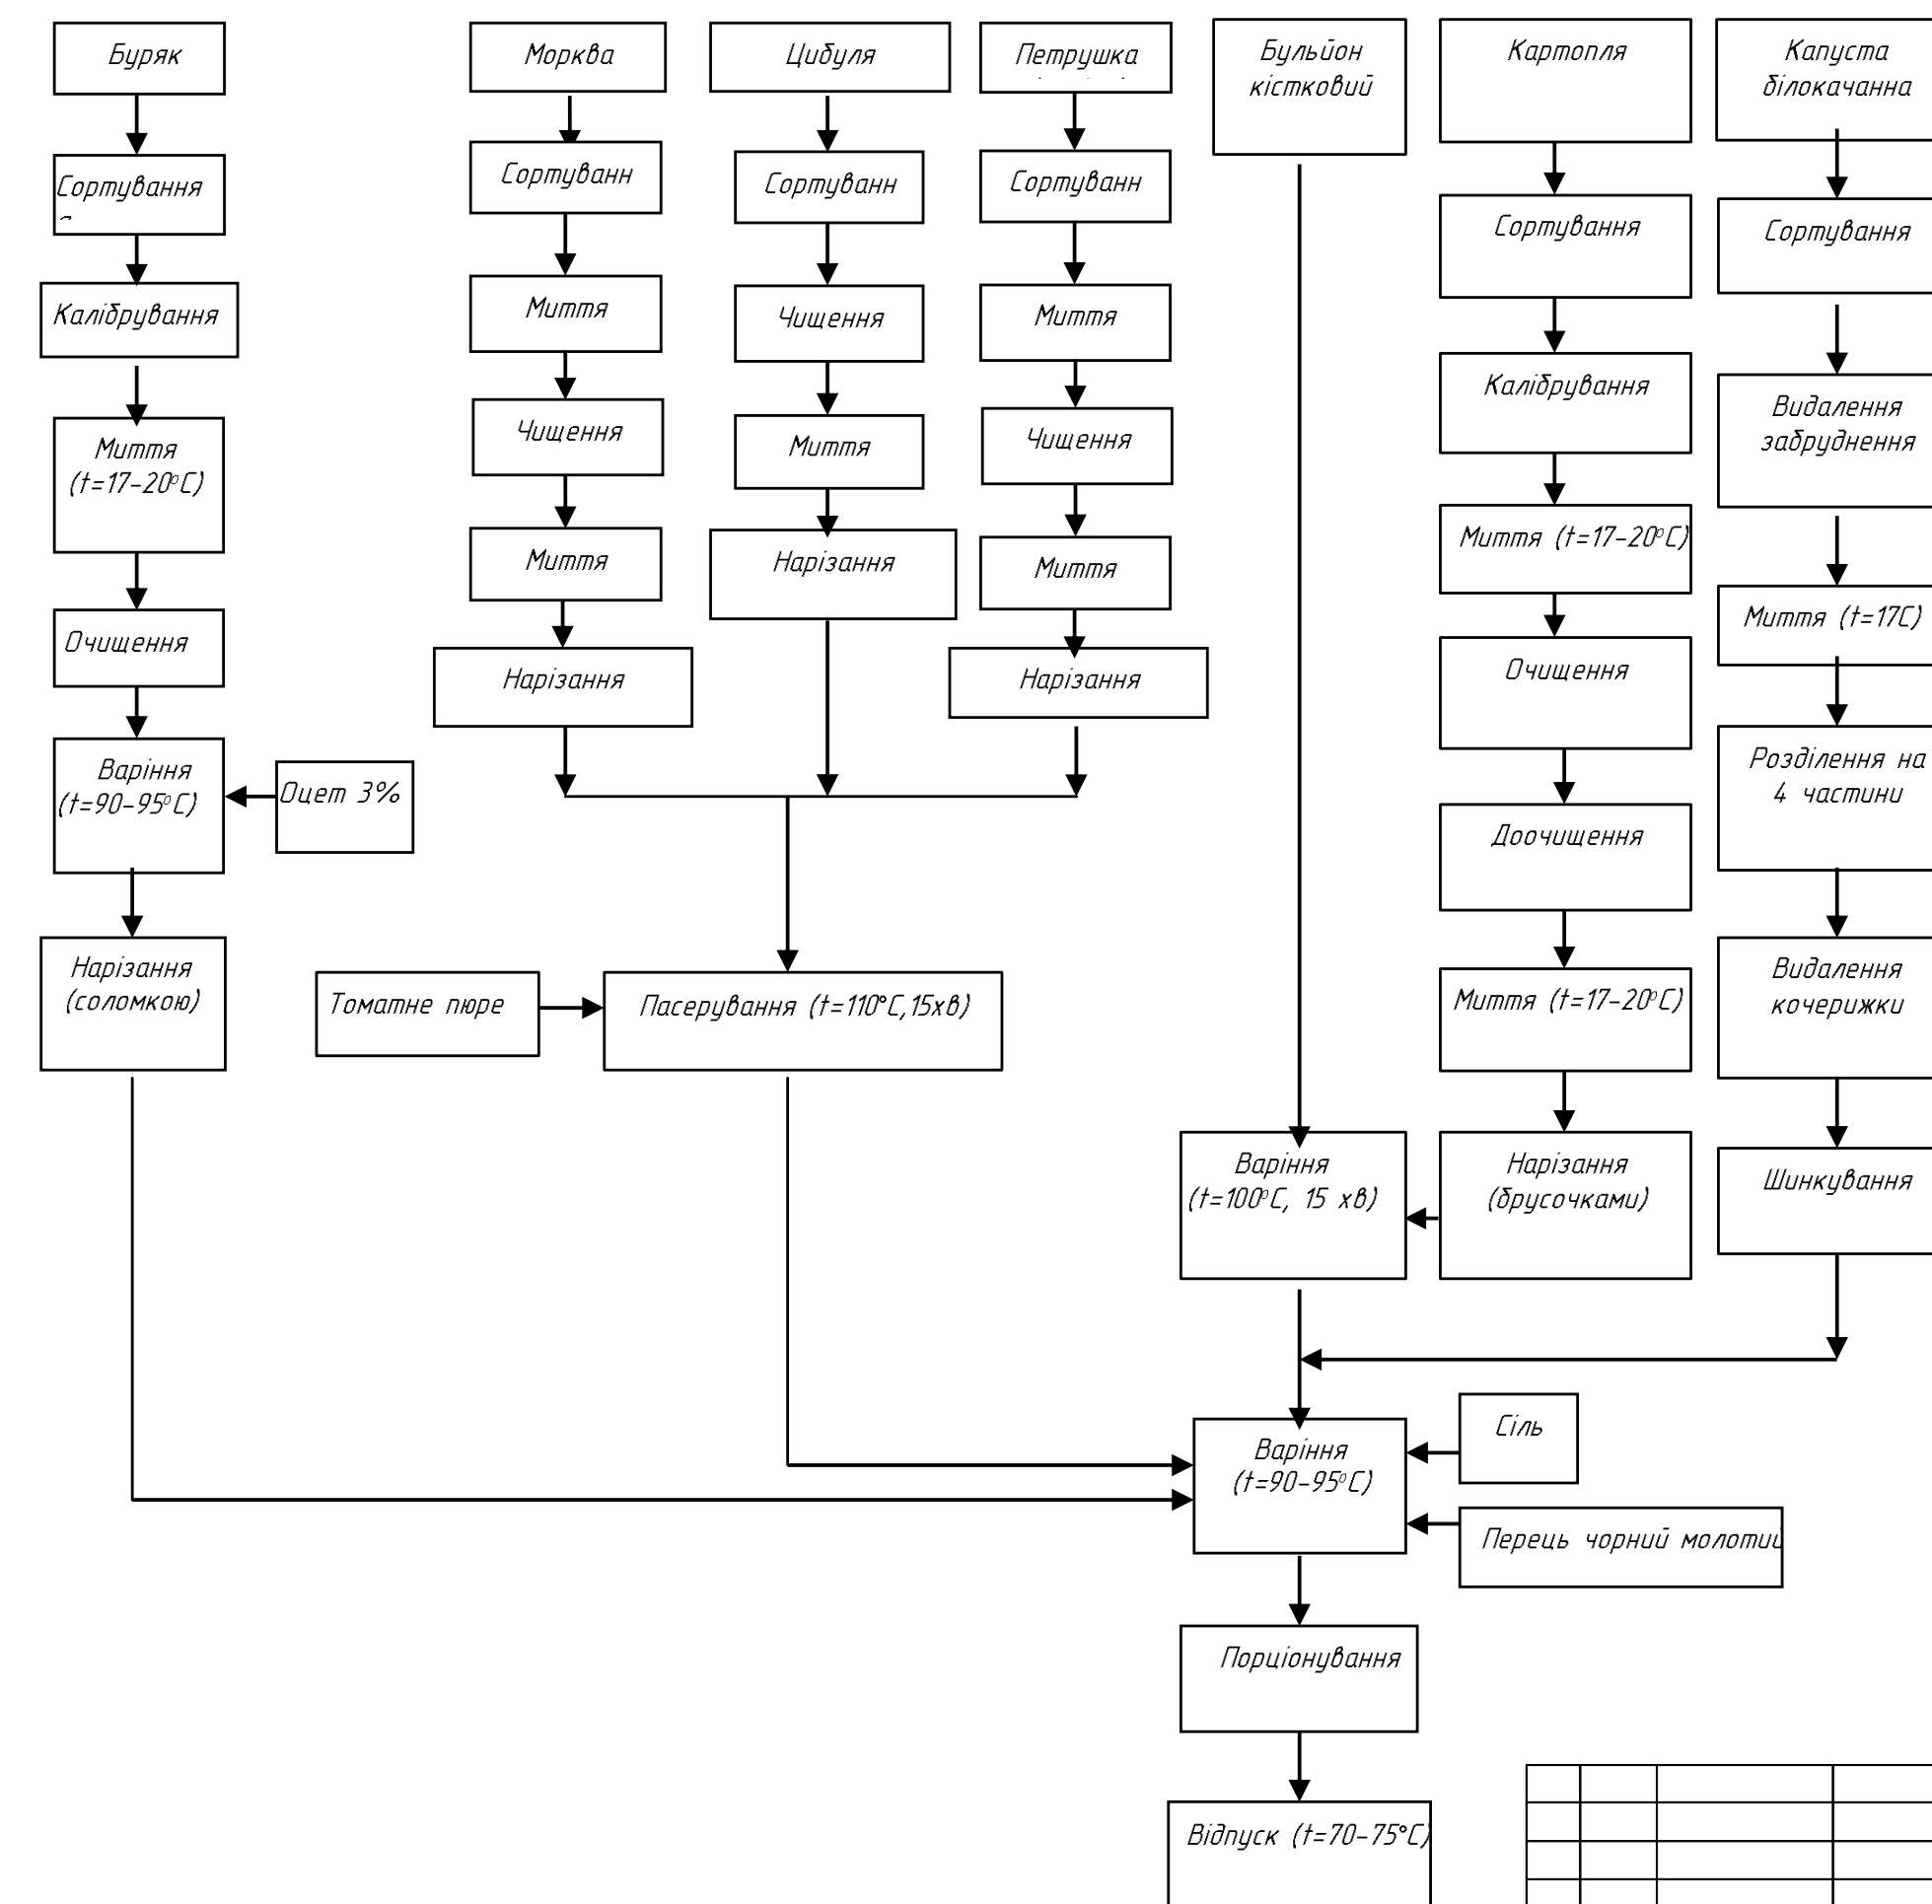 Буряк
Морква
Цибуля
Петрушка
Бульйон
кістковий
Картопля
Капуста
білокачанна
Сортування
Сортуванн
Сортуванн
Сортуванн
Сортування
Сортування
Калібрування
Миття
Чищення
Миття
Калібрування
Видалення
забруднення
Миття
(t=17-20°С)
Чищення
Миття
Чищення
Миття (t=17-20°С)
Миття
Нарізання
Миття
Миття (t=17С)
Очищення
Нарізання
Нарізання
Очищення
Варіння
(t=90-95°С)
Оцет 3%
Розділення на
4 частини
Доочищення
Нарізання
(соломкою)
Томатне пюре
Пасерування (t=110°С,15хв)
Миття (t=17-20°С)
Видалення
кочерижки
Варіння
(t=100°С, 15 хв)
Нарізання
(брусочками)
Шинкування
Сіль
Варіння
(t=90-95°С)
Перець чорний молотий
Порціонування
Відпуск (t=70-75°С)